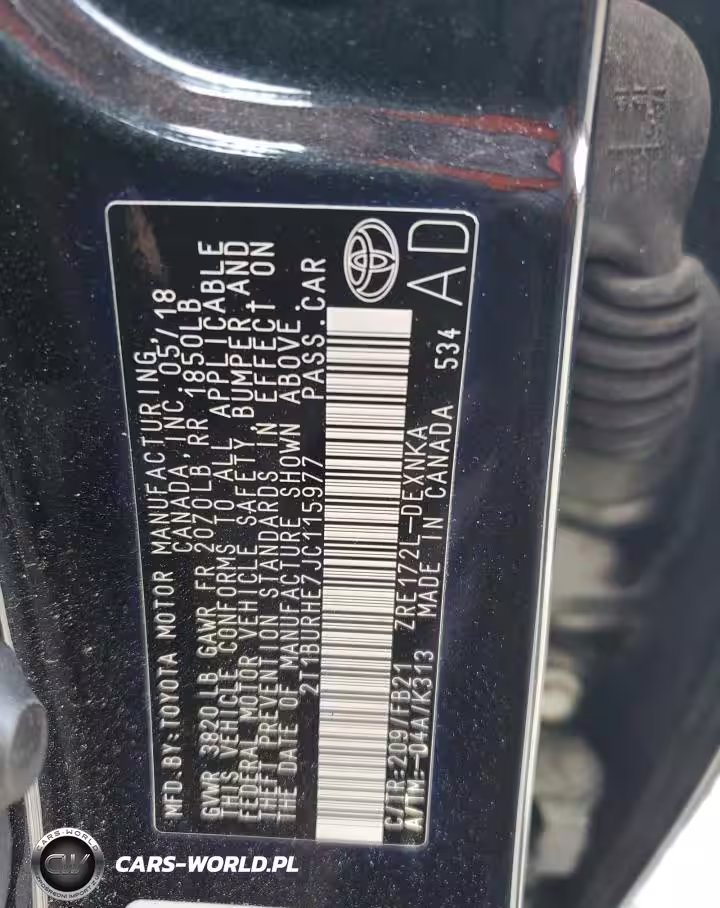 MFD.BY:TOYOTA MOTOR MANUFACTURING
CANADA, INC. 05/18
GVWR 3820LB GAWR FR 2070LB RR 1850LB
THIS VEHICLE CONFORMS TO ALL APPLICABLE
FEDERAL MOTOR VEHICLE SAFETY, BUMPER AND
THEFT PREVENTION STANDARDS IN EFFECT ON
THE DATE OF MANUFACTURE SHOWN ABOVE.
2T1BURHE7JC115977 PASS.CAR
C/TR:209/FB21 ZRE172L-DEXNKA
A/TM:-04A/K313 MADE IN CANADA 534
AD
CARS-WORLD
CW
CARS-WORLD.PL